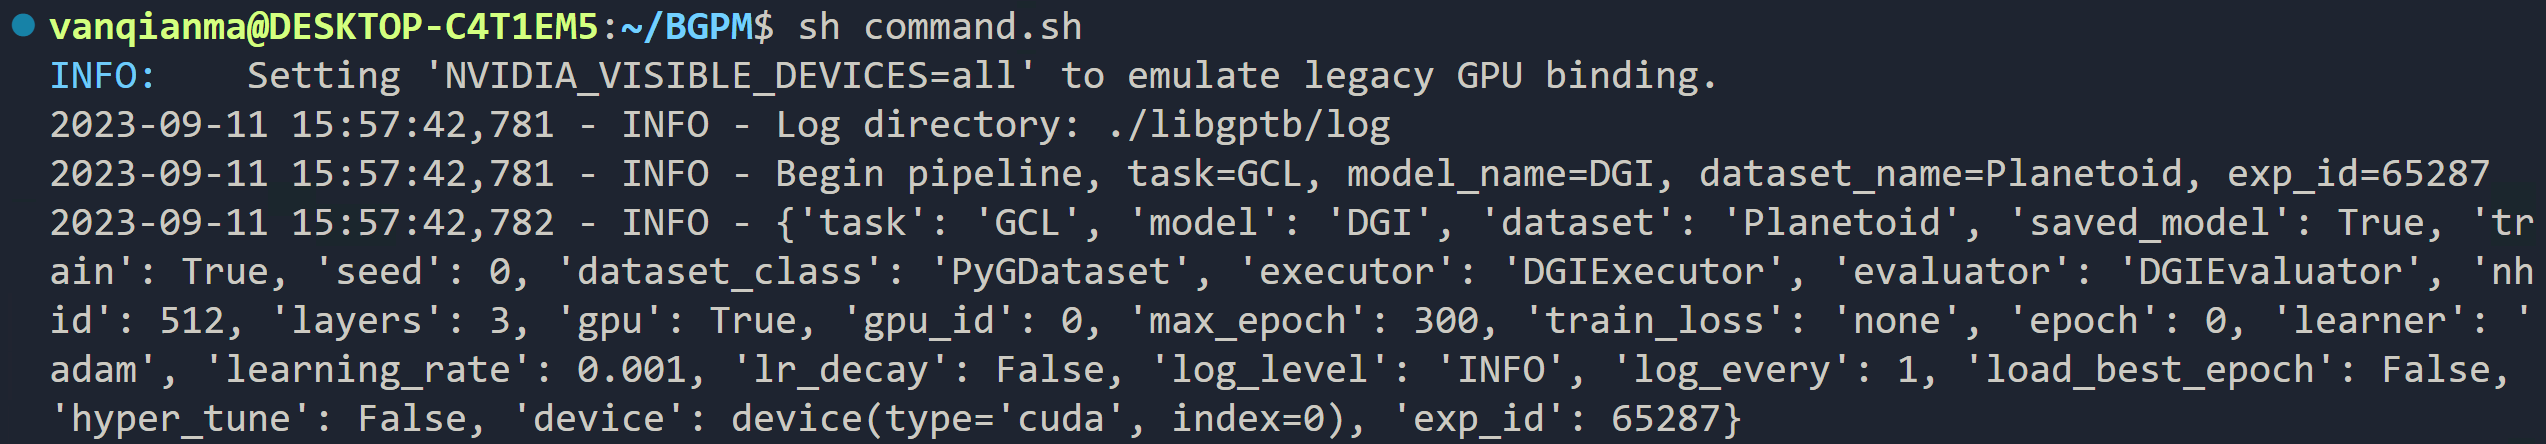 vanqianma@DESKTOP-C4T1EM5:~/BGPM$ sh command.sh
INFO:    Setting 'NVIDIA_VISIBLE_DEVICES=all' to emulate legacy GPU binding.
2023-09-11 15:57:42,781 - INFO - Log directory: ./libgptb/log
2023-09-11 15:57:42,781 - INFO - Begin pipeline, task=GCL, model_name=DGI, dataset_name=Planetoid, exp_id=65287
2023-09-11 15:57:42,782 - INFO - {'task': 'GCL', 'model': 'DGI', 'dataset': 'Planetoid', 'saved_model': True, 'tr
ain': True, 'seed': 0, 'dataset_class': 'PyGDataset', 'executor': 'DGIExecutor', 'evaluator': 'DGIEvaluator', 'nh
id': 512, 'layers': 3, 'gpu': True, 'gpu_id': 0, 'max_epoch': 300, 'train_loss': 'none', 'epoch': 0, 'learner': '
adam', 'learning_rate': 0.001, 'lr_decay': False, 'log_level': 'INFO', 'log_every': 1, 'load_best_epoch': False,
'hyper_tune': False, 'device': device(type='cuda', index=0), 'exp_id': 65287}